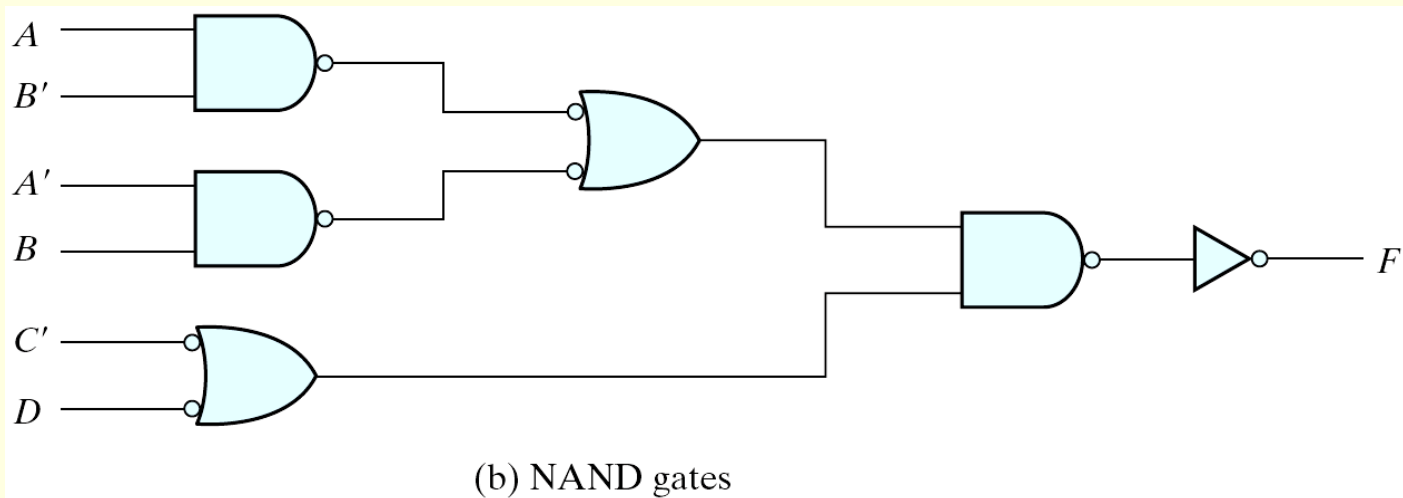 A
B′
A′
B
C′
D
F
(b) NAND gates